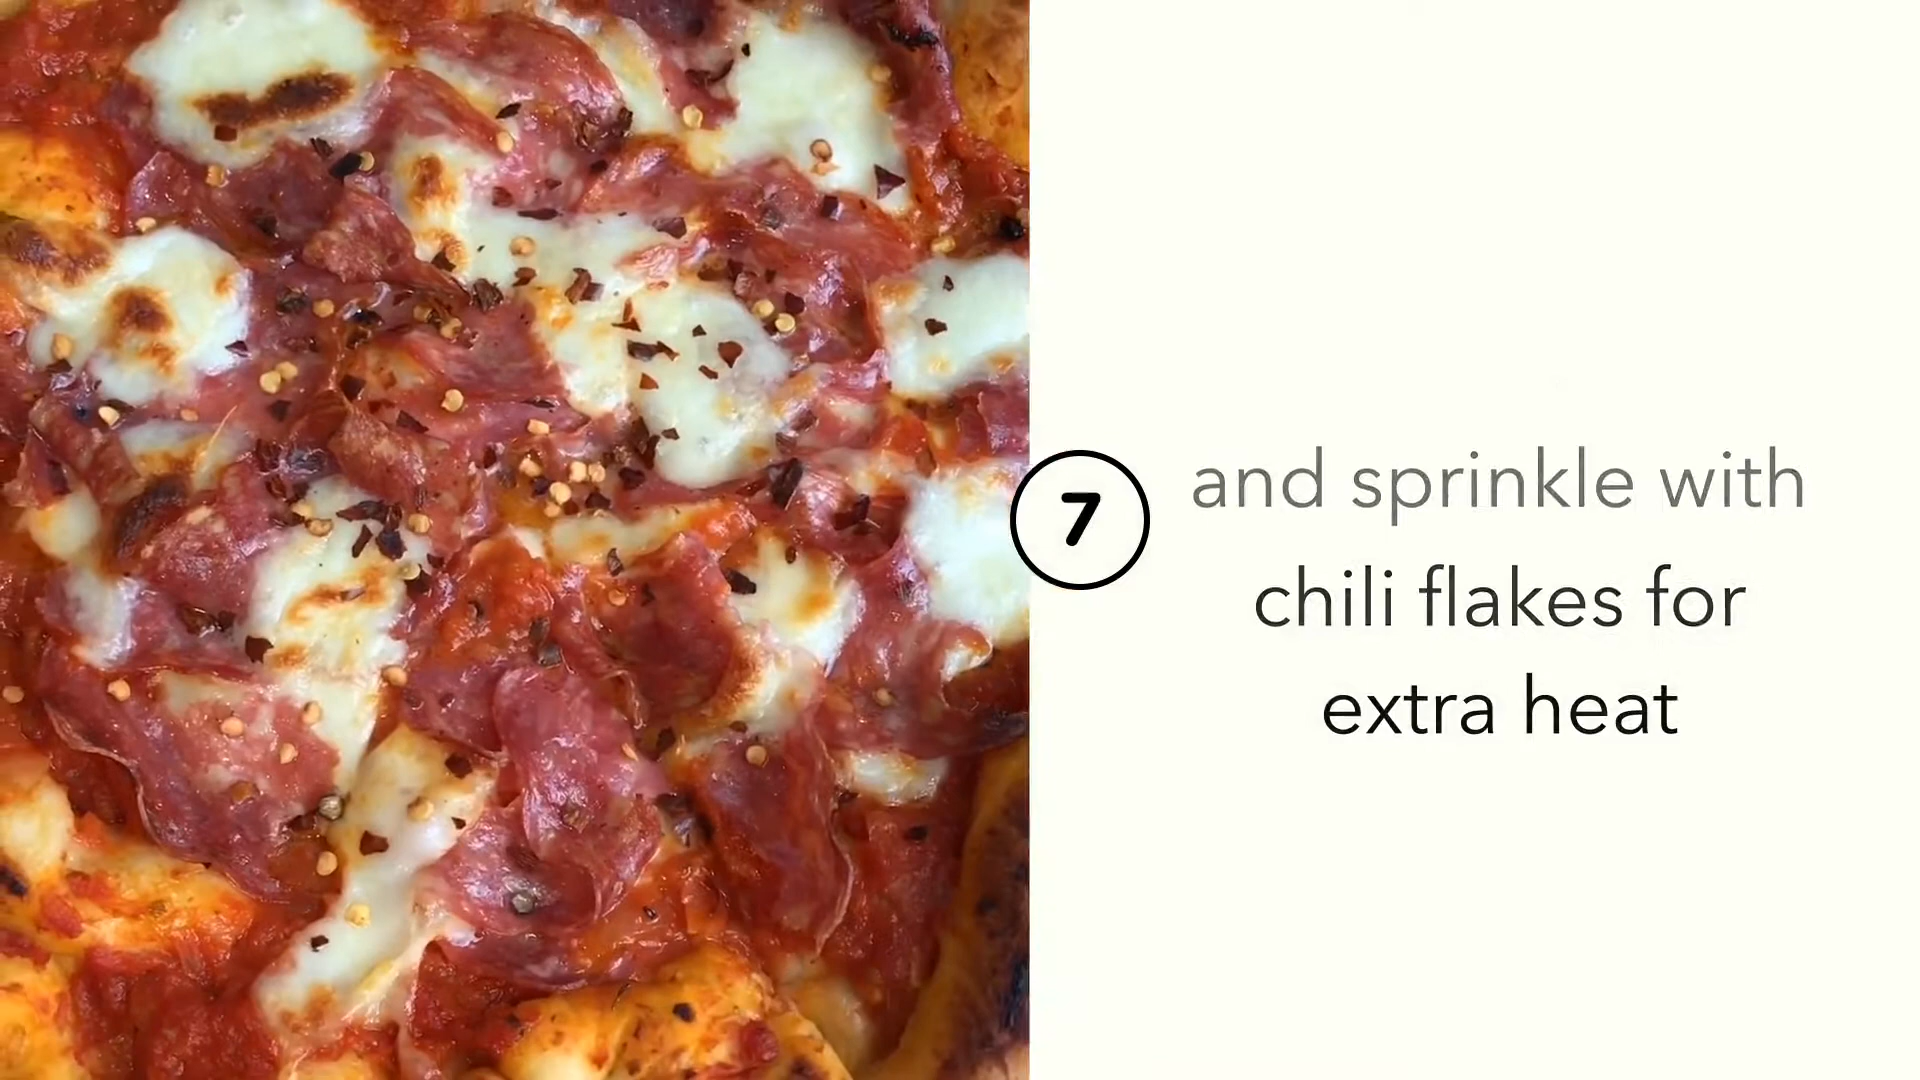 7
and sprinkle with
chili flakes for
extra heat